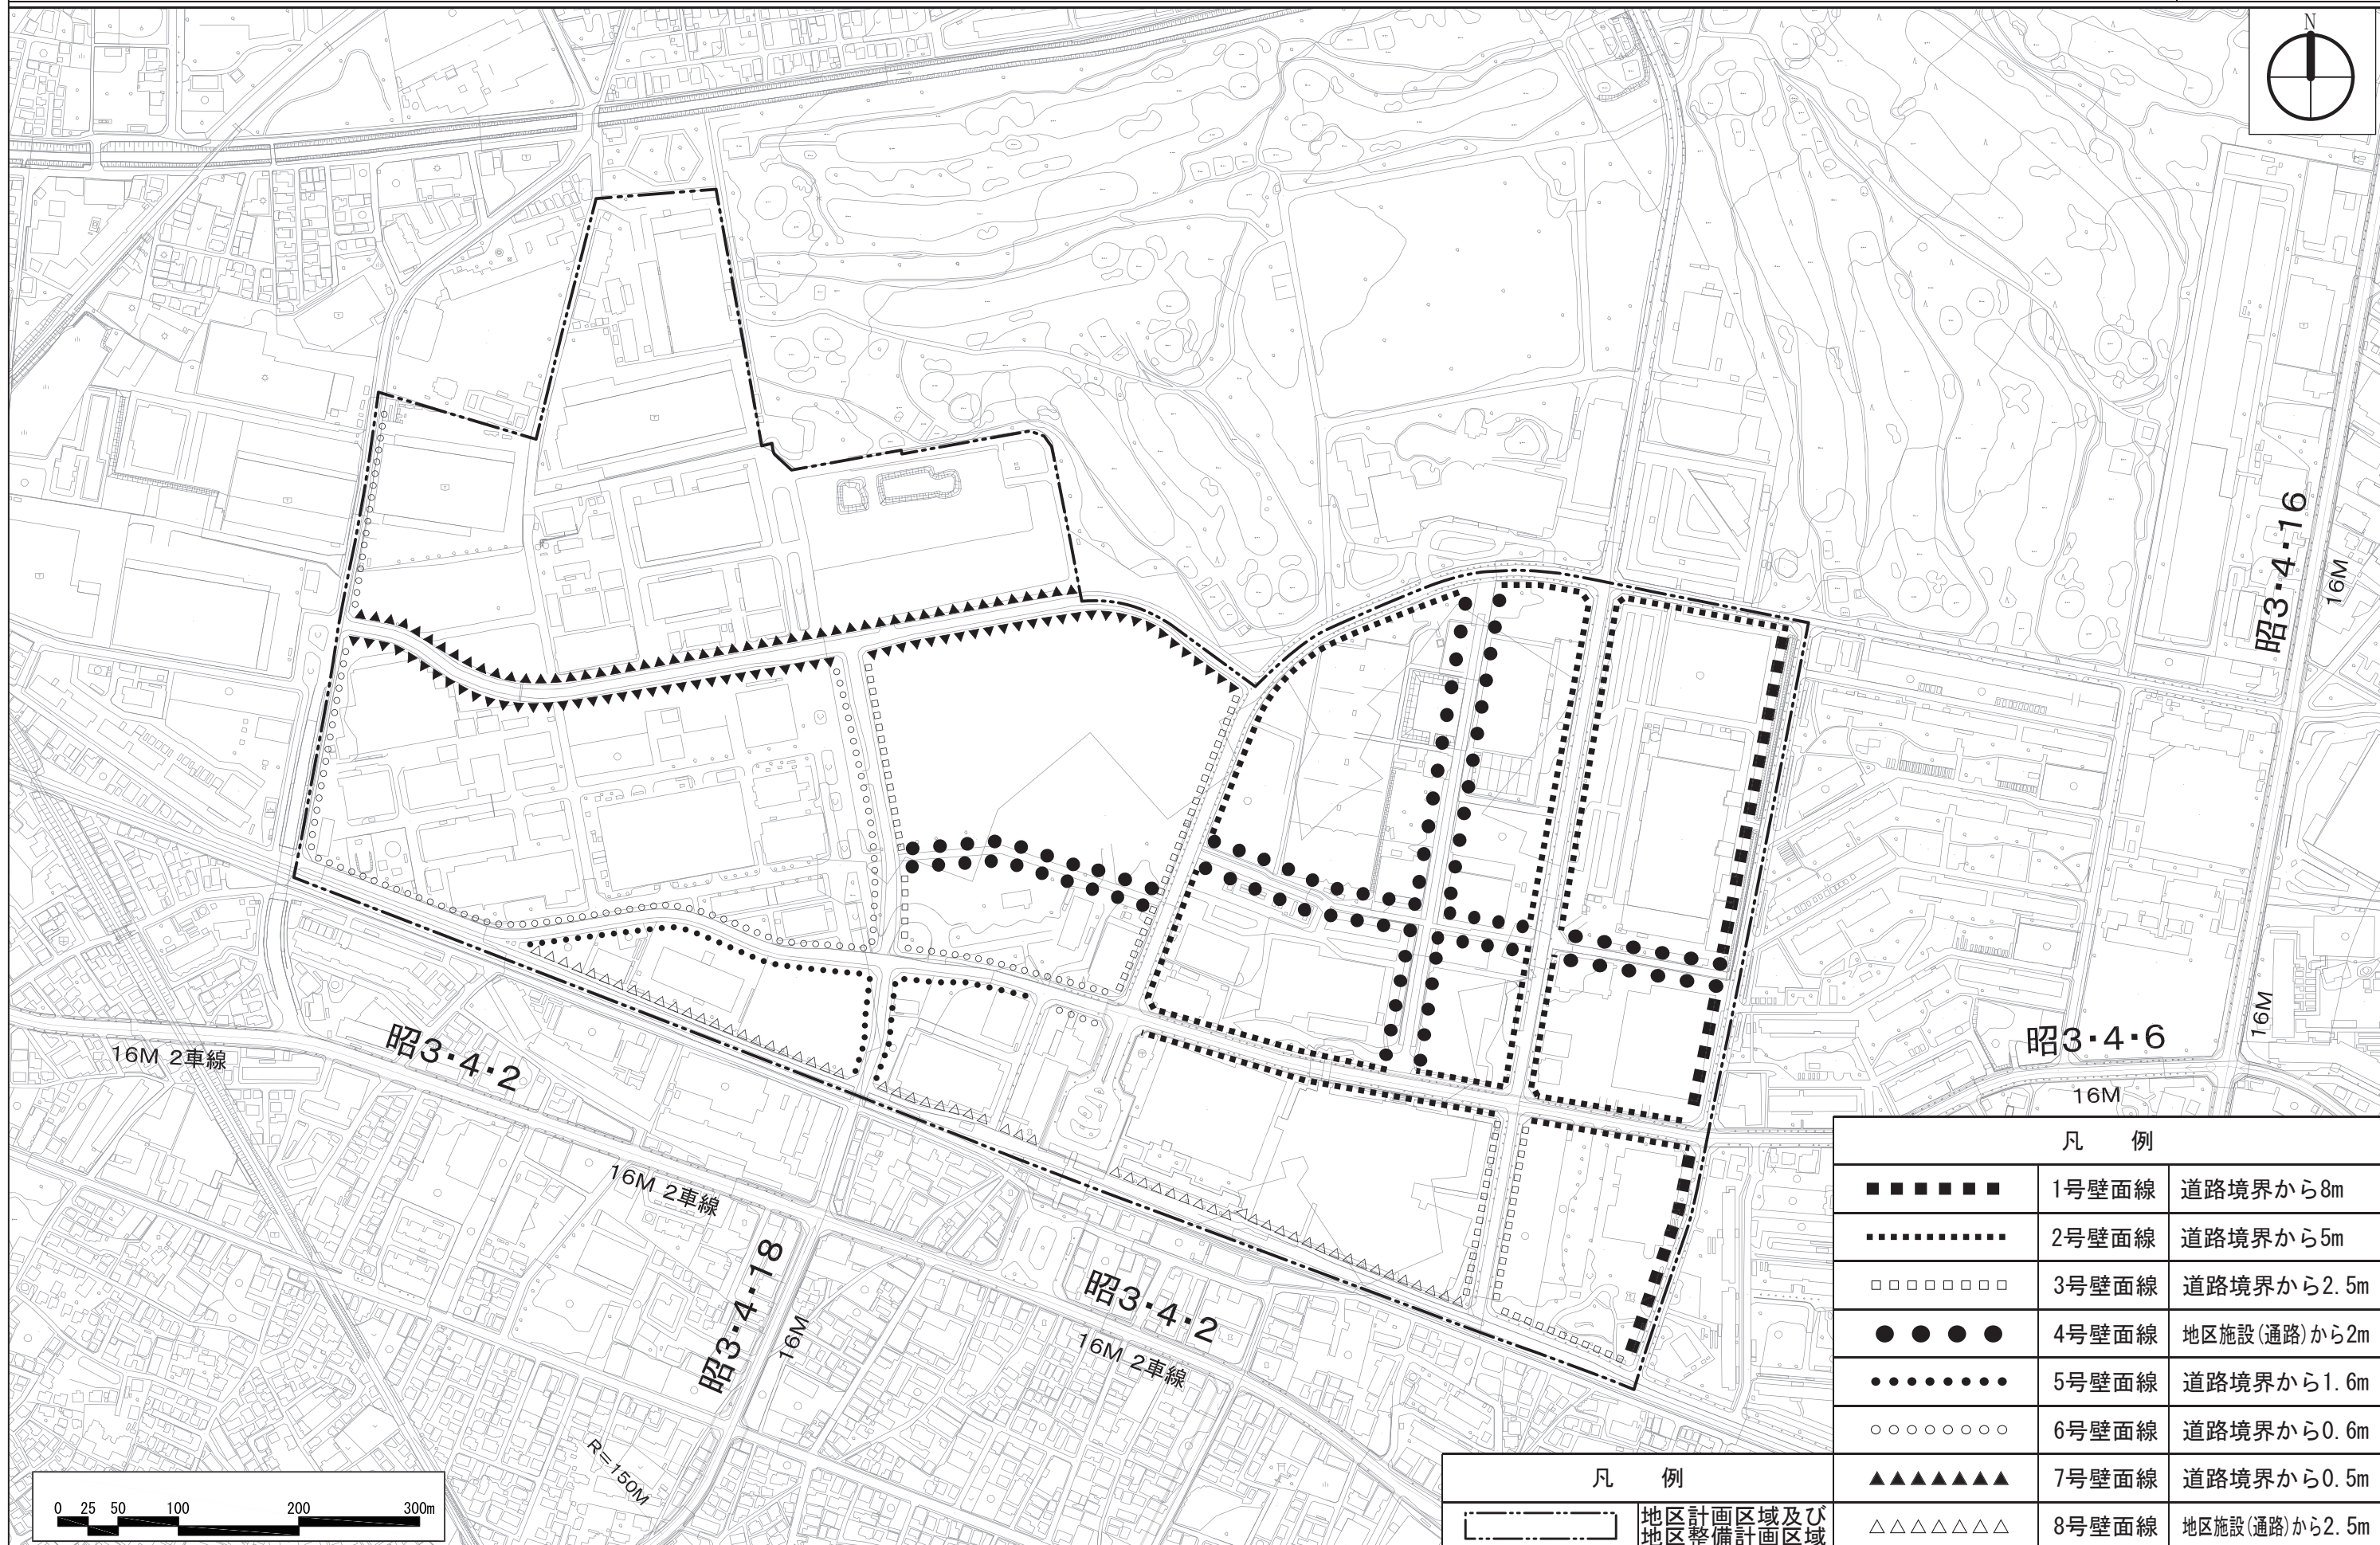 N
昭3・4・16
16M
昭3・4・2
16M 2車線
16M 2車線
昭3・4・18
16M
昭3・4・2
16M 2車線
R=150M
昭3・4・6
16M
16M
0 25 50 100 200 300m
凡 例
地区計画区域及び
地区整備計画区域
凡 例
1号壁面線 道路境界から8m
2号壁面線 道路境界から5m
3号壁面線 道路境界から2.5m
4号壁面線 地区施設(通路)から2m
5号壁面線 道路境界から1.6m
6号壁面線 道路境界から0.6m
7号壁面線 道路境界から0.5m
8号壁面線 地区施設(通路)から2.5m